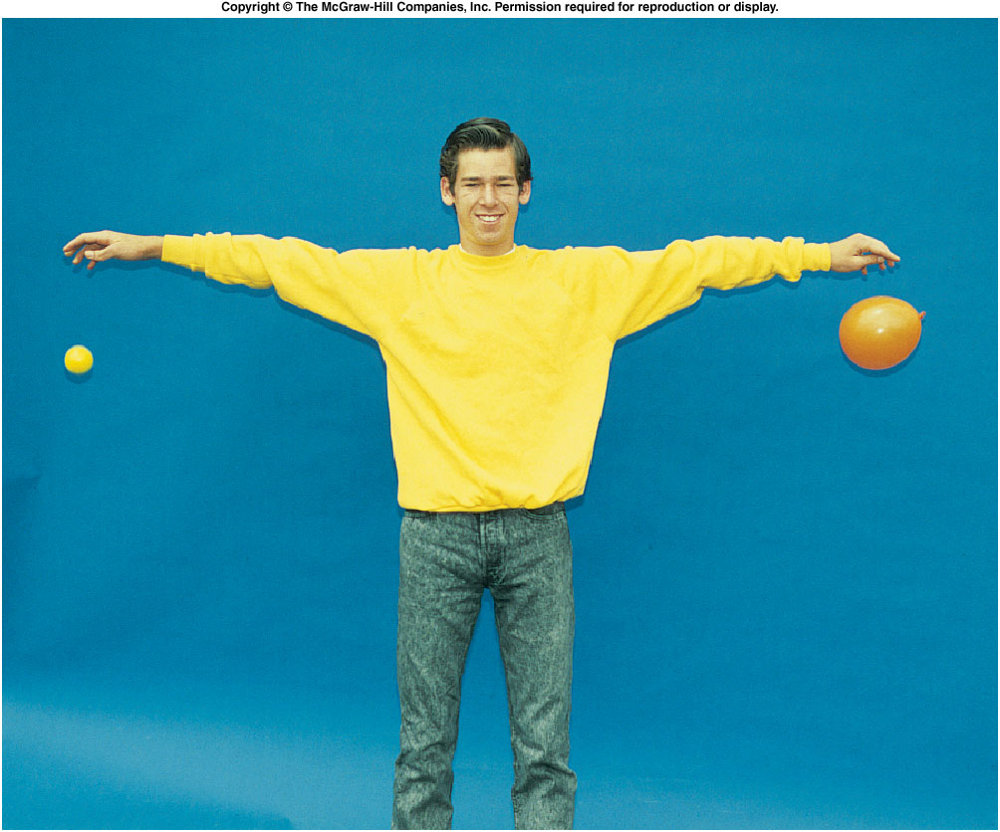 Copyright © The McGraw-Hill Companies, Inc. Permission required for reproduction or display.